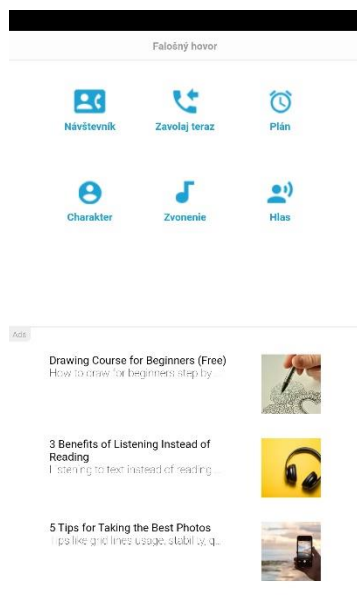 Falošný hovor
Návštevník
Zavolaj teraz
Plán
Charakter
Zvonenie
Hlas
Ads
Drawing Course for Beginners (Free)
How to draw for beginners step by ...
3 Benefits of Listening Instead of
Reading
Listening to text instead of reading ...
5 Tips for Taking the Best Photos
Tips like grid lines usage, stability, q...